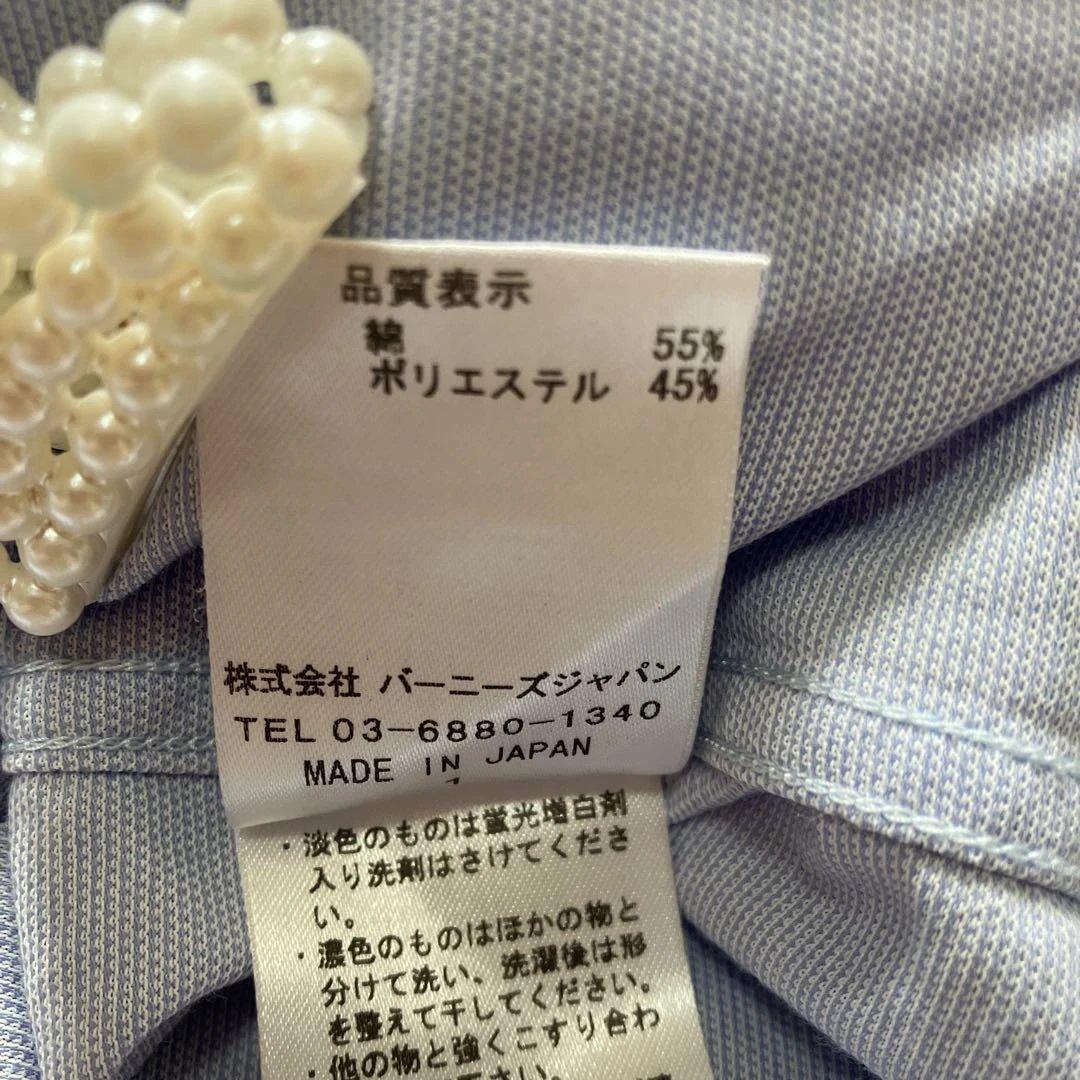 品質表示
綿 55%
ポリエステル 45%
株式会社 バーニーズジャパン
TEL 03-6880-1340
MADE IN JAPAN
・淡色のものは蛍光増白剤
入り洗剤はさけてくださ
い。
・濃色のものはほかの物と
分けて洗い、洗濯後は形
を整えて干してください。
・他の物と強くこすり合わ
さい。